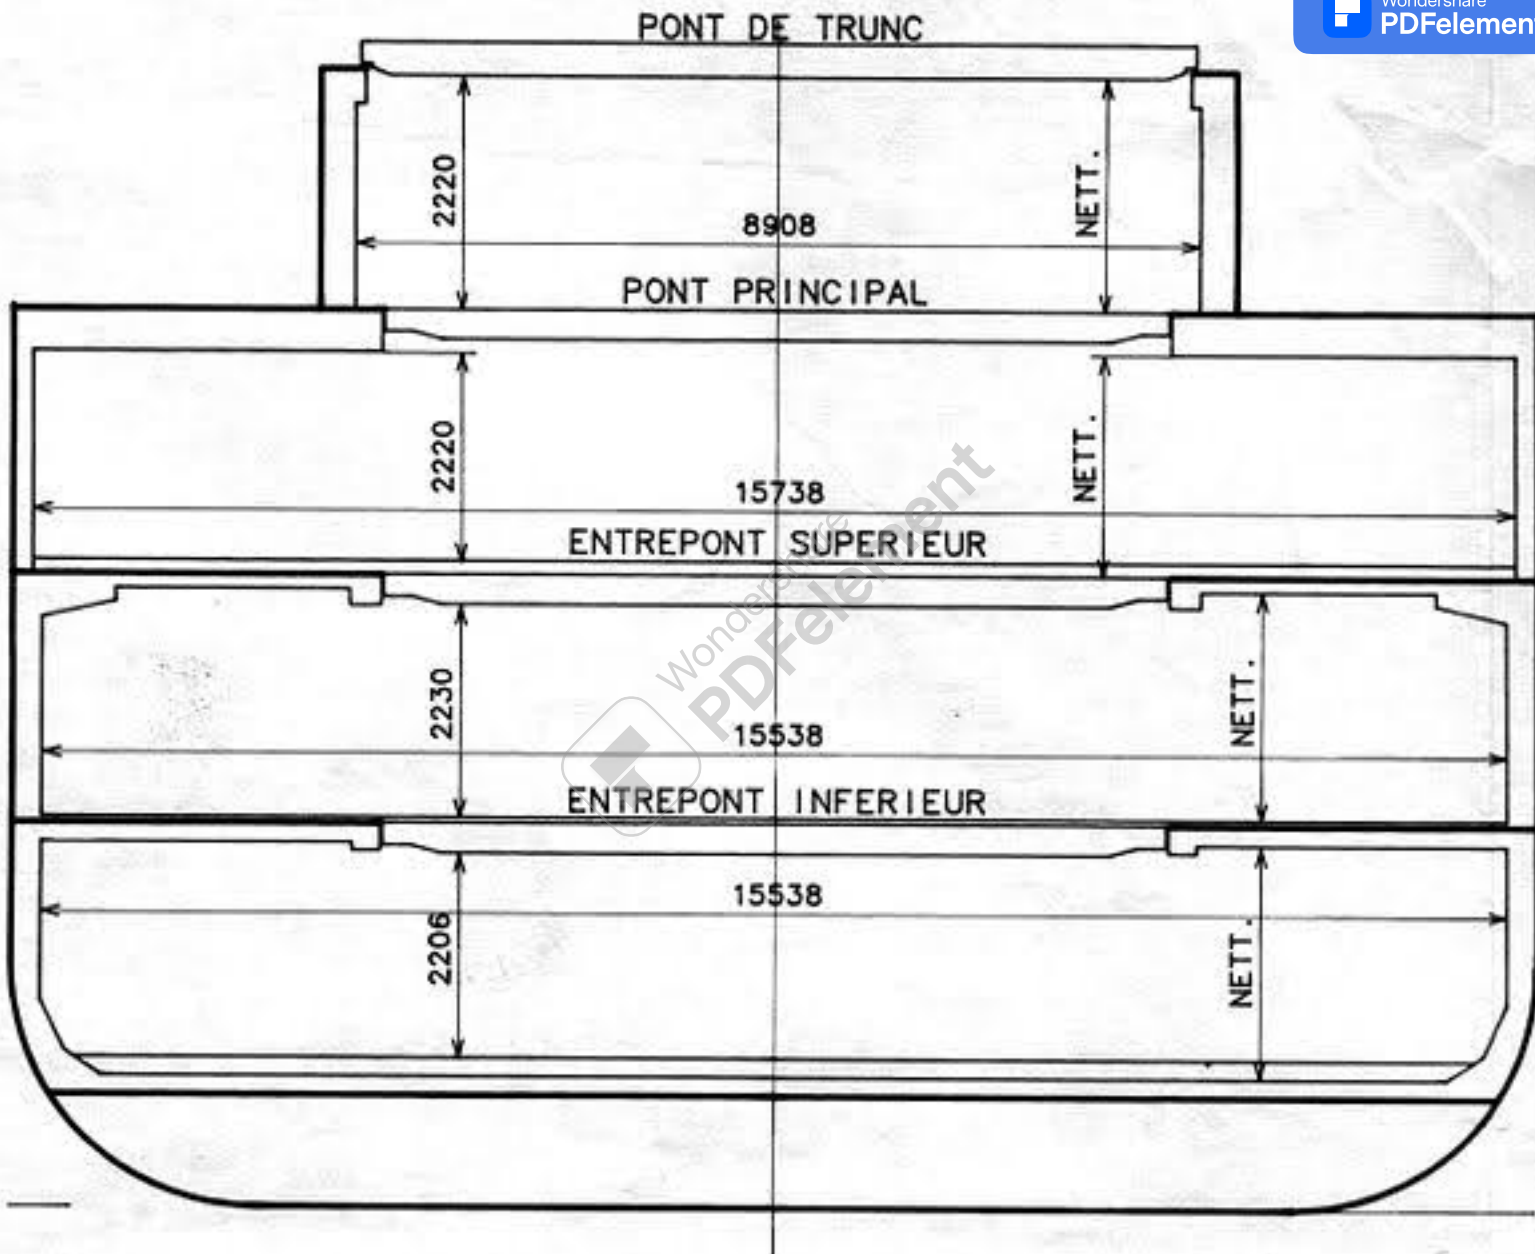 Wondershare
PDFelement
PONT DE TRUNC
2220
NETT.
8908
PONT PRINCIPAL
2220
NETT.
15738
ENTREPONT SUPERIEUR
Wondershare
PDFelement
2230
NETT.
15538
ENTREPONT INFERIEUR
15538
2206
NETT.